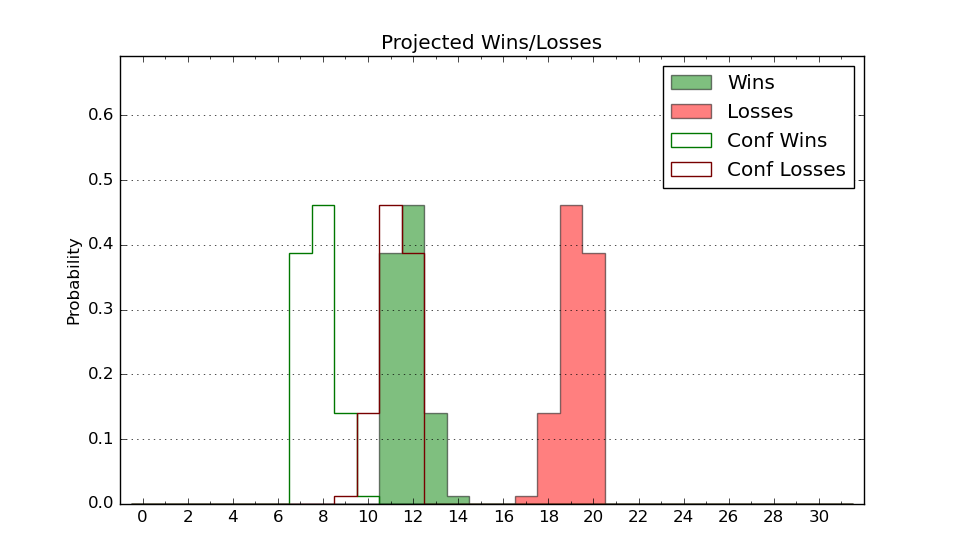 Projected Wins/Losses
Wins
Losses
Conf Wins
Conf Losses
Probability
0.6
0.5
0.4
0.3
0.2
0.1
0.0
0 2 4 6 8 10 12 14 16 18 20 22 24 26 28 30